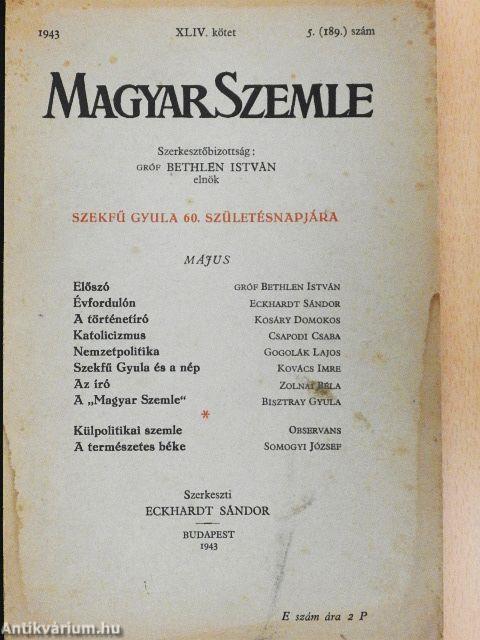 1943 XLIV. kötet 5. (189.) szám
MAGYAR SZEMLE
Szerkesztőbizottság:
GRÓF BETHLEN ISTVÁN
elnök
SZEKFŰ GYULA 60. SZÜLETÉSNAPJÁRA
MÁJUS
Előszó GRÓF BETHLEN ISTVÁN
Évfordulón ECKHARDT SÁNDOR
A történetíró KOSÁRY DOMOKOS
Katolicizmus CSAPODI CSABA
Nemzetpolitika GOGOLÁK LAJOS
Szekfű Gyula és a nép KOVÁCS IMRE
Az író ZOLNAI BÉLA
A „Magyar Szemle" BISZTRAY GYULA
*
Külpolitikai szemle OBSERVANS
A természetes béke SOMOGYI JÓZSEF
Szerkeszti
ECKHARDT SÁNDOR
BUDAPEST
1943
E szám ára 2 P
Antikvárium.hu